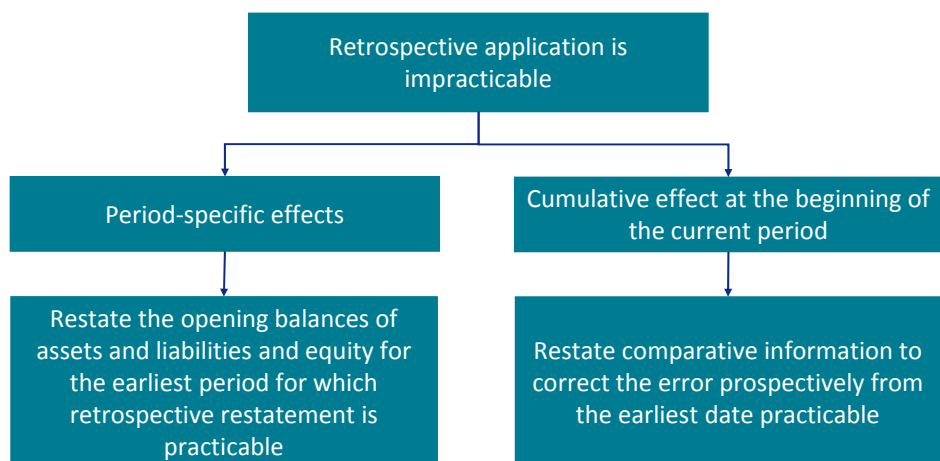 Retrospective application is
impracticable
Period-specific effects
Cumulative effect at the beginning of
the current period
Restate the opening balances of
assets and liabilities and equity for
the earliest period for which
retrospective restatement is
practicable
Restate comparative information to
correct the error prospectively from
the earliest date practicable